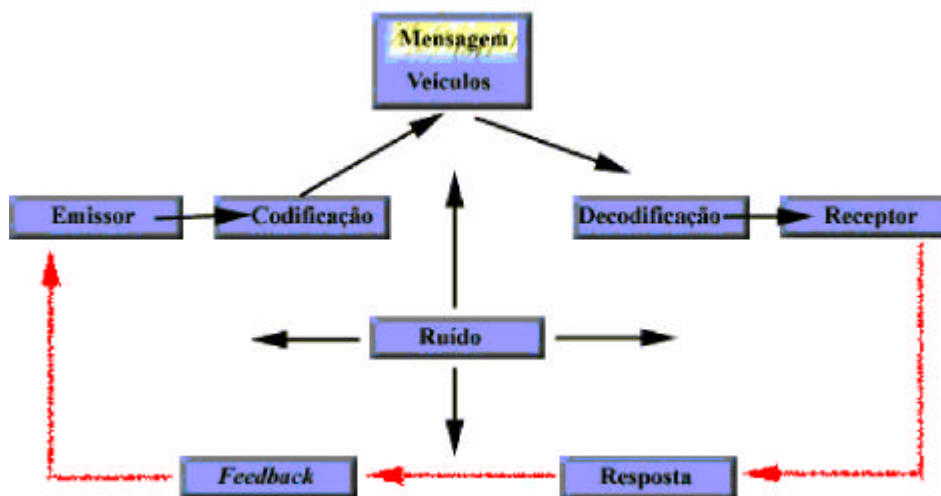 Mensagem
Veículos
Emissor
Codificação
Decodificação
Receptor
Ruído
Feedback
Resposta